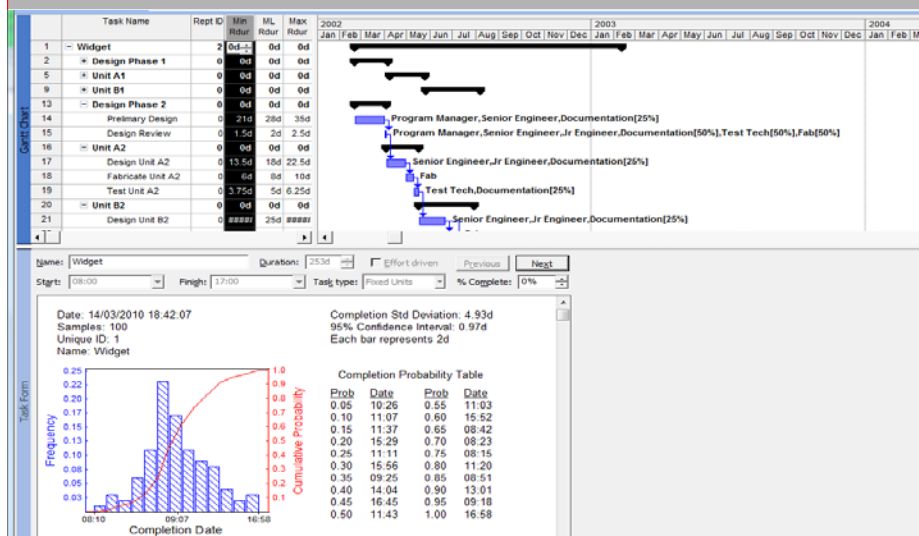 Task Name Rept ID Min Rdur ML Rdur Max Rdur
2002 2003 2004
Jan Feb Mar Apr May Jun Jul Aug Sep Oct Nov Dec Jan Feb Mar Apr May Jun Jul Aug Sep Oct Nov Dec Jan Feb M
1 Widget 2 0d 0d 0d
2 Design Phase 1 0 0d 0d 0d
5 Unit A1 0 0d 0d 0d
9 Unit B1 0 0d 0d 0d
13 Design Phase 2 0 0d 0d 0d
14 Prelmary Design 0 21d 28d 35d Program Manager,Senior Engineer,Documentation[25%]
15 Design Review 0 1.5d 2d 2.5d Program Manager,Senior Engineer,Jr Engineer,Documentation[50%],Test Tech[50%],Fab[50%]
16 Unit A2 0 0d 0d 0d
17 Design Unit A2 0 13.5d 18d 22.5d Senior Engineer,Jr Engineer,Documentation[25%]
18 Fabricate Unit A2 0 6d 8d 10d Fab
19 Test Unit A2 0 3.75d 5d 6.25d Test Tech,Documentation[25%]
20 Unit B2 0 0d 0d 0d
21 Design Unit B2 0 ##### 25d ##### Senior Engineer,Jr Engineer,Documentation[25%]
Gantt Chart
Name: Widget Duration: 253d Effort driven Previous Next
Start: 08:00 Finish: 17:00 Task type: Fixed Units % Complete: 0%
Task Form
Date: 14/03/2010 18:42:07
Samples: 100
Unique ID: 1
Name: Widget
Completion Std Deviation: 4.93d
95% Confidence Interval: 0.97d
Each bar represents 2d
Frequency
0.25
0.22
0.20
0.17
0.15
0.13
0.10
0.08
0.05
0.03
1.0
0.9
0.8
0.7
0.6
0.5
0.4
0.3
0.2
0.1
Cumulative Probability
08:10 09:07 16:58
Completion Date
Completion Probability Table
Prob Date Prob Date
0.05 10:26 0.55 11:03
0.10 11:07 0.60 15:52
0.15 11:37 0.65 08:42
0.20 15:29 0.70 08:23
0.25 11:11 0.75 08:15
0.30 15:56 0.80 11:20
0.35 09:25 0.85 08:51
0.40 14:04 0.90 13:01
0.45 16:45 0.95 09:18
0.50 11:43 1.00 16:58